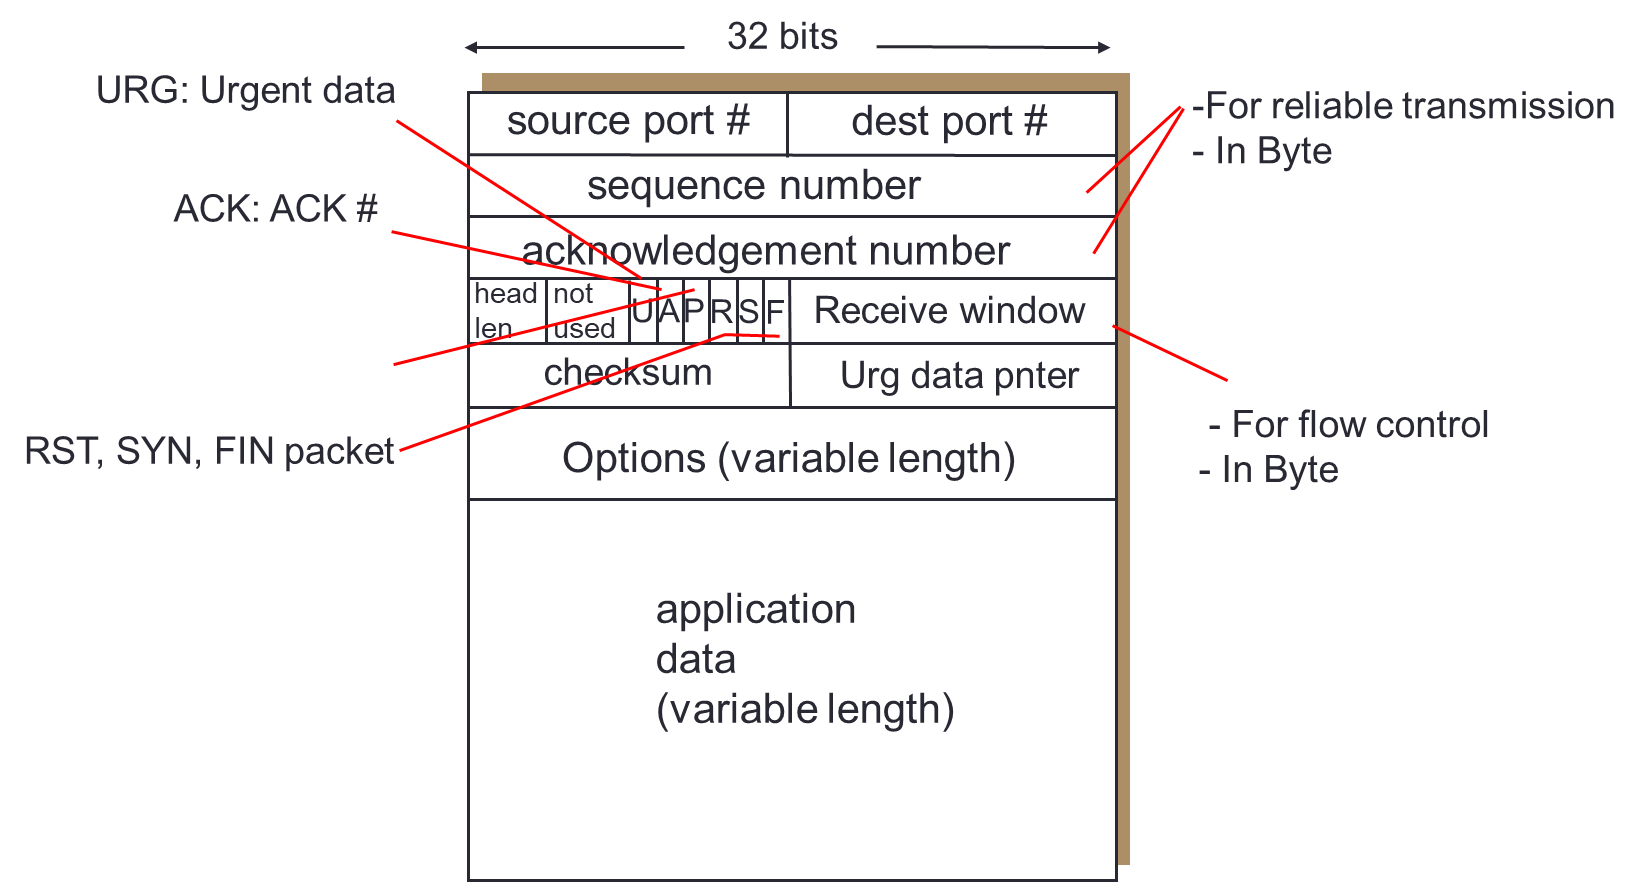 32 bits
URG: Urgent data
source port #
dest port #
-For reliable transmission
- In Byte
sequence number
ACK: ACK #
acknowledgement number
head
len
not
used
U
A
P
R
S
F
Receive window
checksum
Urg data pnter
RST, SYN, FIN packet
Options (variable length)
- For flow control
- In Byte
application
data
(variable length)